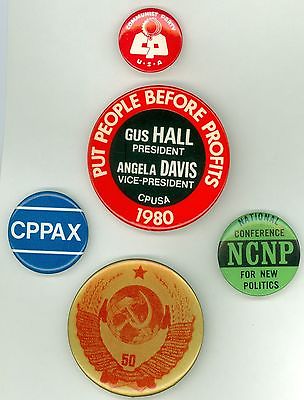 COMMUNIST PARTY
U·S·A
PUT PEOPLE BEFORE PROFITS
GUS HALL
PRESIDENT
ANGELA DAVIS
VICE-PRESIDENT
CPUSA
1980
CPPAX
NATIONAL
CONFERENCE
NCNP
FOR NEW
POLITICS
50